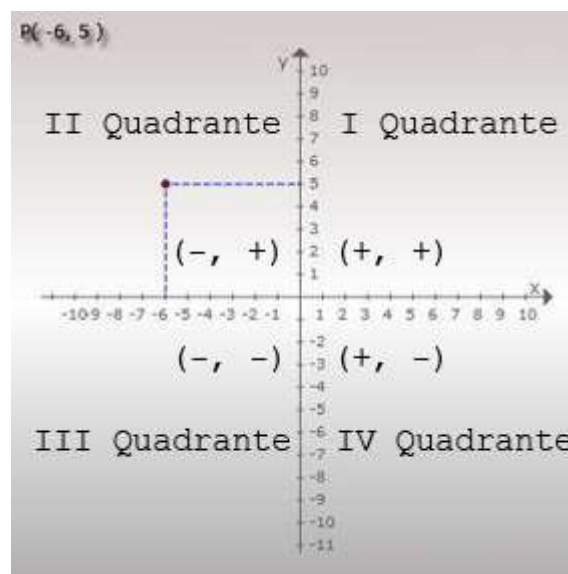 P( -6, 5 )
y
10
9
II Quadrante I Quadrante
8
7
6
5
4
3
(-, +) 2 (+, +)
1
x
-10-9 -8 -7 -6 -5 -4 -3 -2 -1 1 2 3 4 5 6 7 8 9 10
-2
(-, -) -3 (+, -)
-4
-5
III Quadrante -6 IV Quadrante
-7
-8
-9
-10
-11